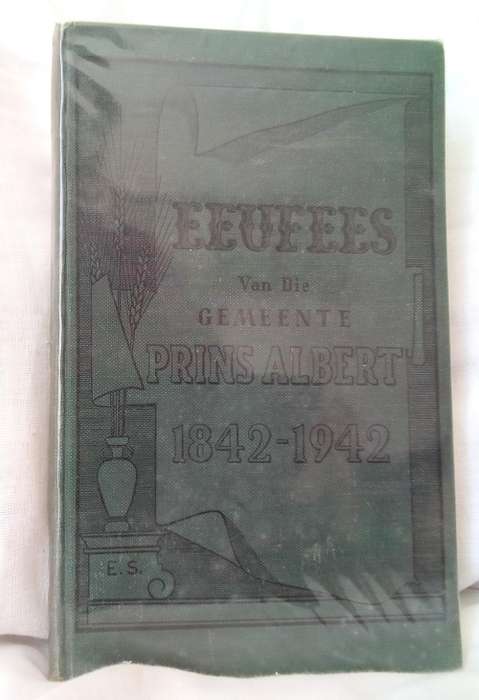 EEUFEES
Van Die
GEMEENTE
PRINS ALBERT
1842-1942
E.S.